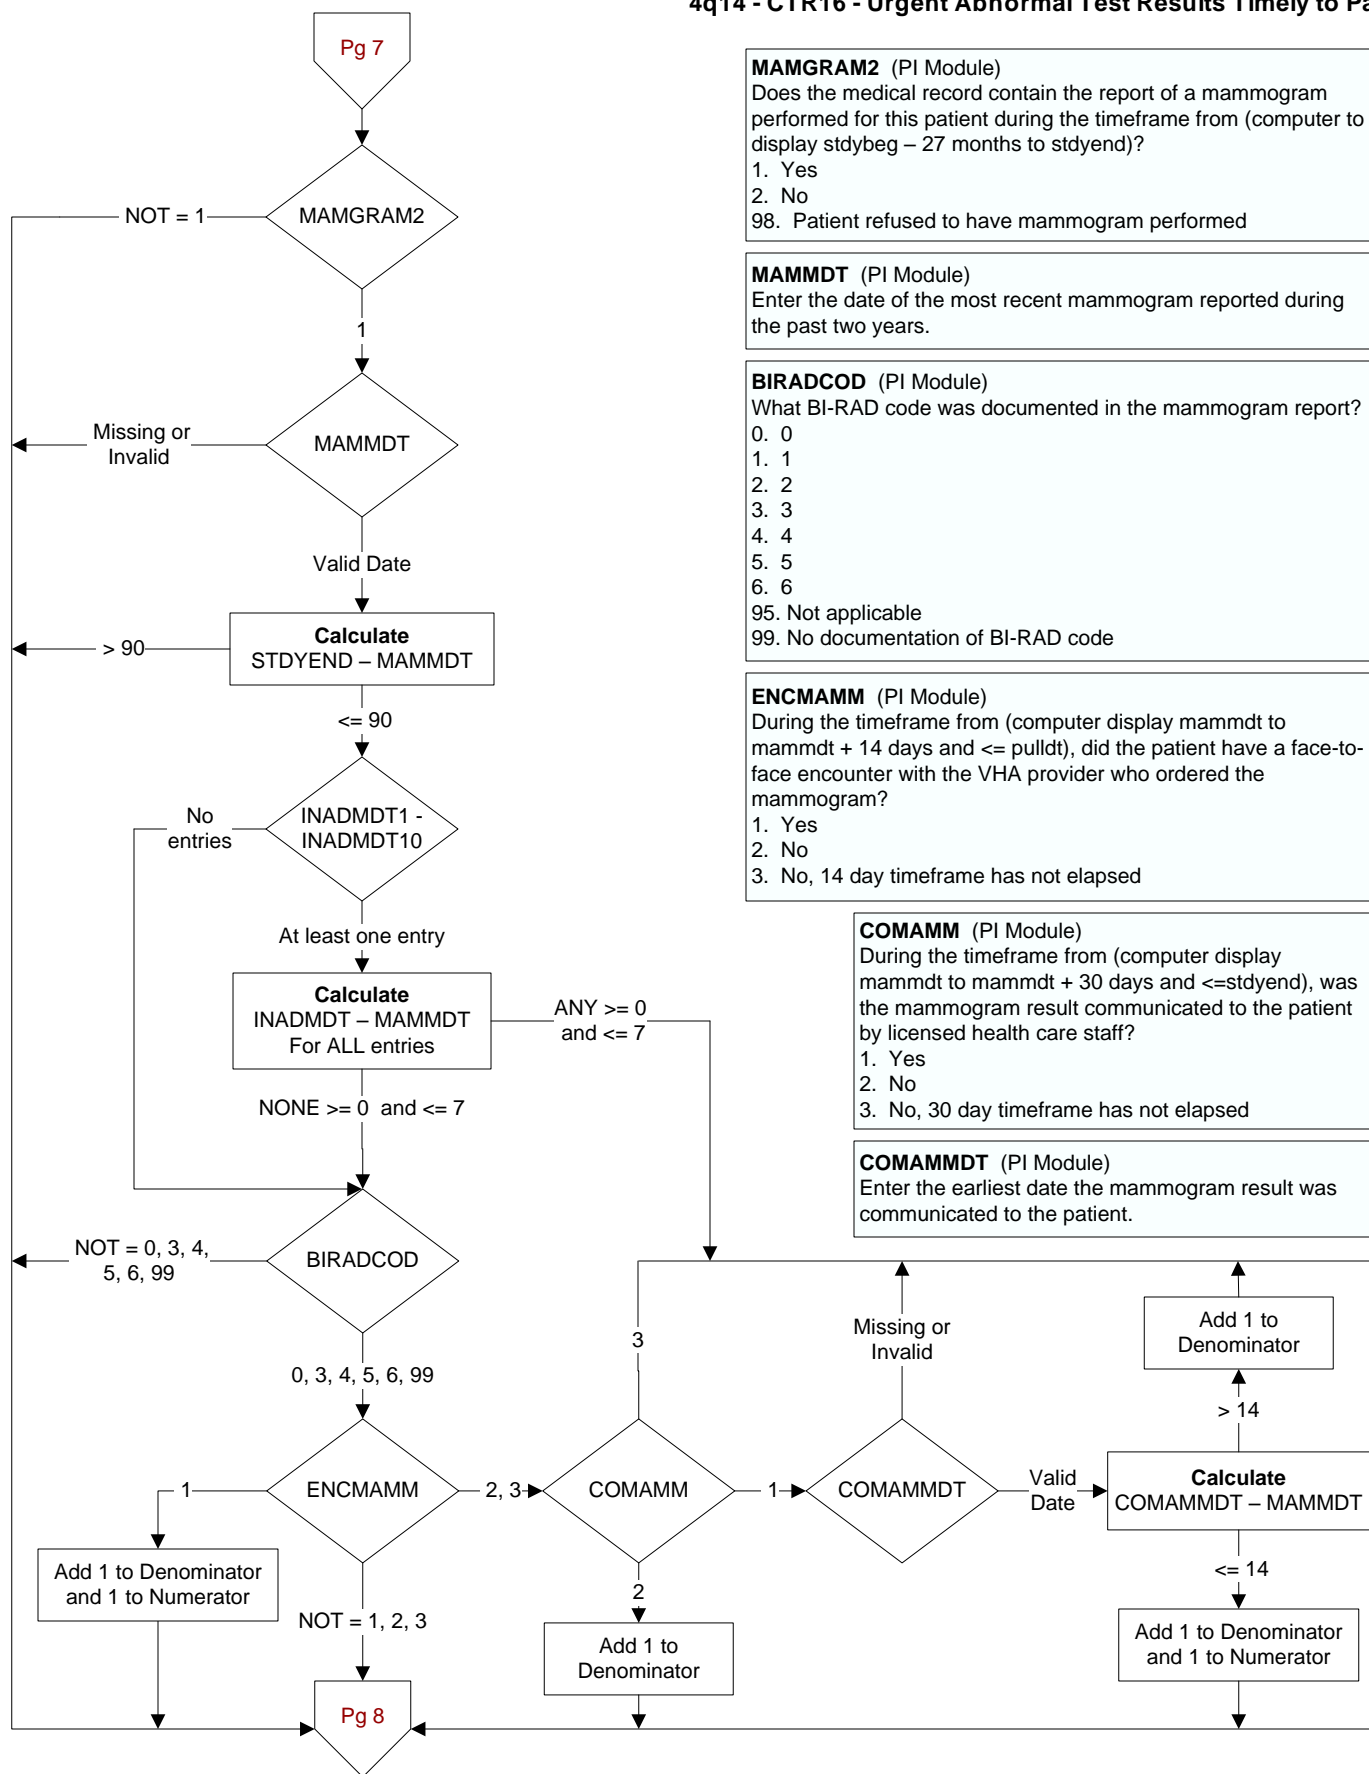 4q14 - CTR16 - Urgent Abnormal Test Results Timely to Pa
Pg 7
MAMGRAM2
NOT = 1
1
MAMMDT
Missing or
Invalid
Valid Date
Calculate
STDYEND – MAMMDT
> 90
<= 90
INADMDT1 -
INADMDT10
No
entries
At least one entry
Calculate
INADMDT – MAMMDT
For ALL entries
ANY >= 0
and <= 7
NONE >= 0 and <= 7
BIRADCOD
NOT = 0, 3, 4,
5, 6, 99
0, 3, 4, 5, 6, 99
ENCMAMM
1
Add 1 to Denominator
and 1 to Numerator
NOT = 1, 2, 3
2, 3
COMAMM
3
2
Add 1 to
Denominator
1
COMAMMDT
Missing or
Invalid
Valid
Date
Calculate
COMAMMDT – MAMMDT
> 14
Add 1 to
Denominator
<= 14
Add 1 to Denominator
and 1 to Numerator
Pg 8
MAMGRAM2 (PI Module)
Does the medical record contain the report of a mammogram
performed for this patient during the timeframe from (computer to
display stdybeg – 27 months to stdyend)?
1. Yes
2. No
98. Patient refused to have mammogram performed
MAMMDT (PI Module)
Enter the date of the most recent mammogram reported during
the past two years.
BIRADCOD (PI Module)
What BI-RAD code was documented in the mammogram report?
0. 0
1. 1
2. 2
3. 3
4. 4
5. 5
6. 6
95. Not applicable
99. No documentation of BI-RAD code
ENCMAMM (PI Module)
During the timeframe from (computer display mammdt to
mammdt + 14 days and <= pulldt), did the patient have a face-to-
face encounter with the VHA provider who ordered the
mammogram?
1. Yes
2. No
3. No, 14 day timeframe has not elapsed
COMAMM (PI Module)
During the timeframe from (computer display
mammdt to mammdt + 30 days and <=stdyend), was
the mammogram result communicated to the patient
by licensed health care staff?
1. Yes
2. No
3. No, 30 day timeframe has not elapsed
COMAMMDT (PI Module)
Enter the earliest date the mammogram result was
communicated to the patient.